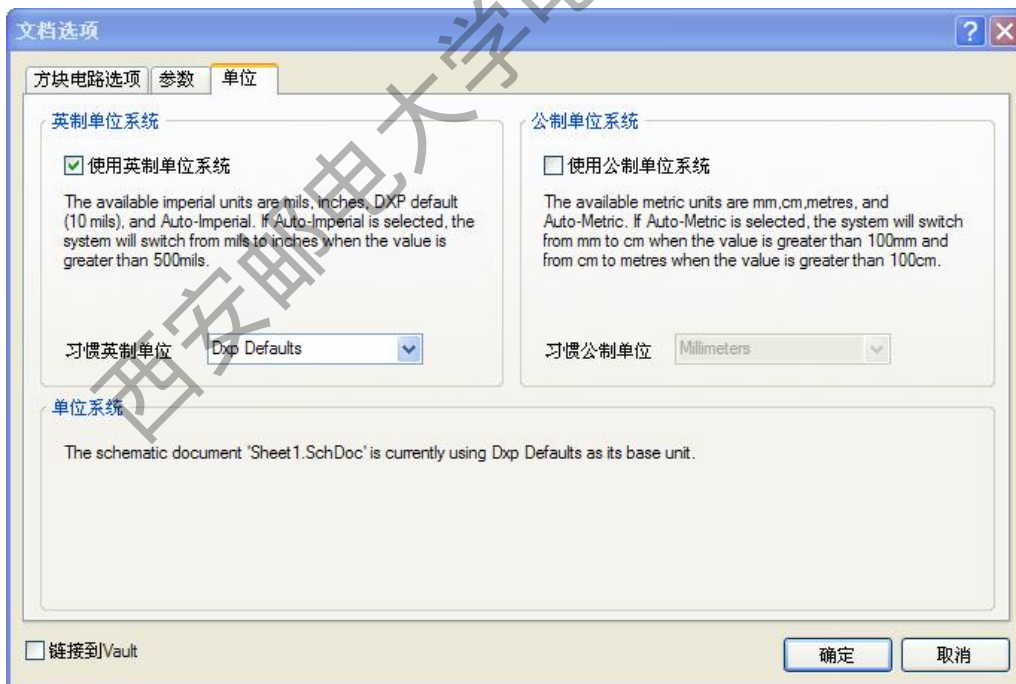 文档选项
方块电路选项 参数 单位
英制单位系统
使用英制单位系统
The available imperial units are mils, inches, DXP default
(10 mils), and Auto-Imperial. If Auto-Imperial is selected, the
system will switch from mils to inches when the value is
greater than 500mils.
习惯英制单位 Dxp Defaults
公制单位系统
使用公制单位系统
The available metric units are mm,cm,metres, and
Auto-Metric. If Auto-Metric is selected, the system will switch
from mm to cm when the value is greater than 100mm and
from cm to metres when the value is greater than 100cm.
习惯公制单位 Millimeters
单位系统
The schematic document 'Sheet1.SchDoc' is currently using Dxp Defaults as its base unit.
链接到Vault
确定 取消
西安邮电大学